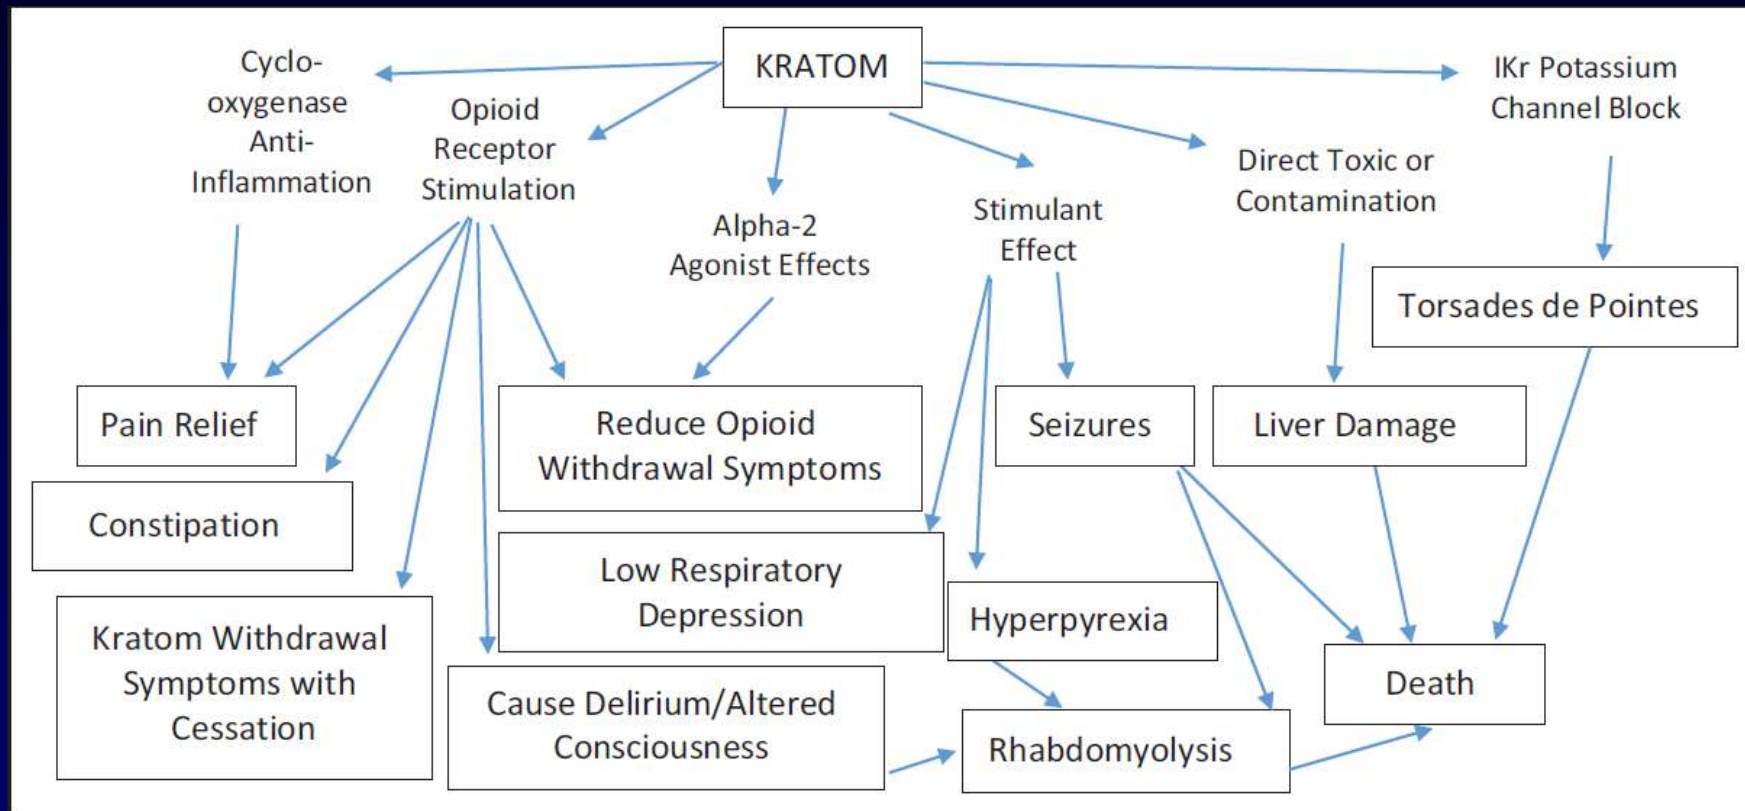 KRATOM
Cyclo-
oxygenase
Anti-
Inflammation
Opioid
Receptor
Stimulation
Alpha-2
Agonist Effects
Stimulant
Effect
Direct Toxic or
Contamination
IKr Potassium
Channel Block
Torsades de Pointes
Pain Relief
Reduce Opioid
Withdrawal Symptoms
Seizures
Liver Damage
Constipation
Low Respiratory
Depression
Hyperpyrexia
Kratom Withdrawal
Symptoms with
Cessation
Cause Delirium/Altered
Consciousness
Rhabdomyolysis
Death